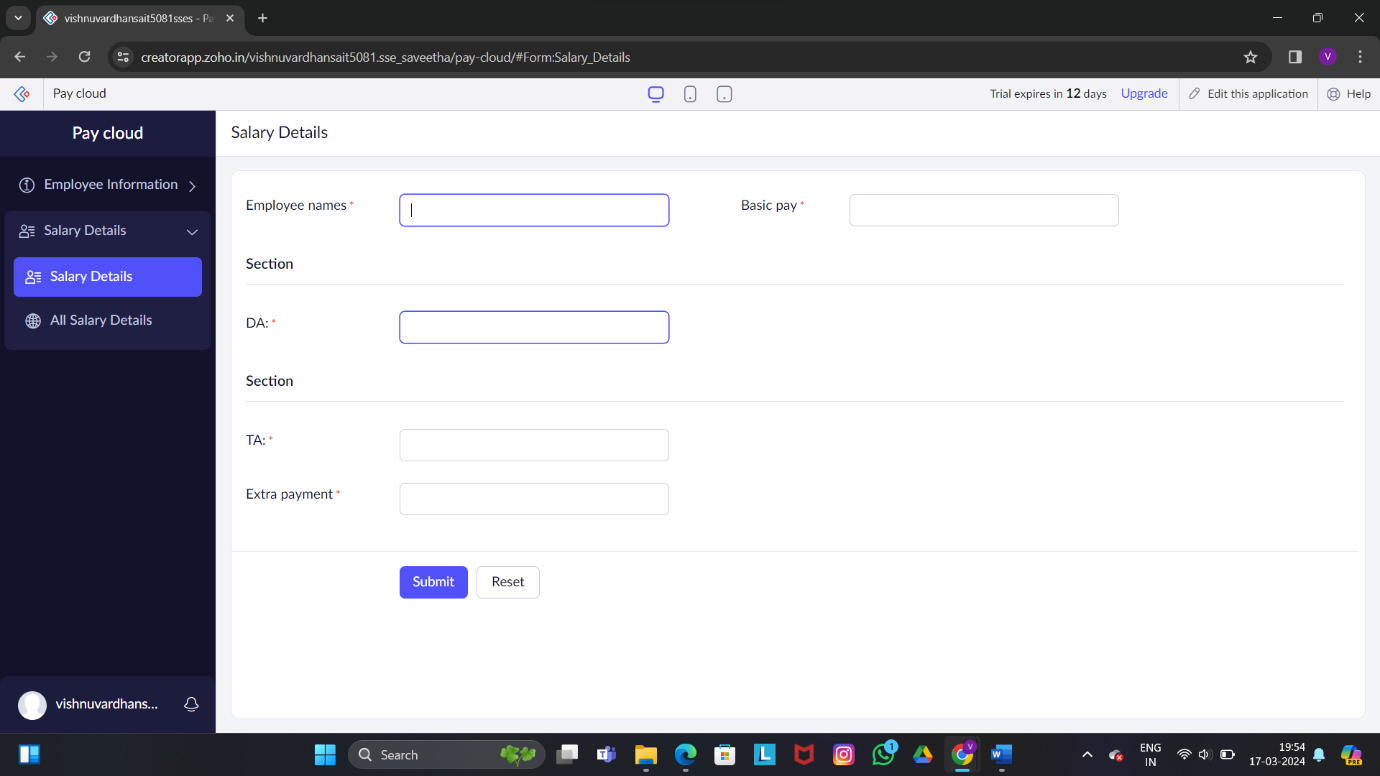 vishnuvardhansait5081sses - Pa
creatorapp.zoho.in/vishnuvardhansait5081.sse_saveetha/pay-cloud/#Form:Salary_Details
V
Pay cloud
Trial expires in 12 days Upgrade Edit this application Help
Pay cloud
Salary Details
Employee Information
Salary Details
Salary Details
All Salary Details
Employee names *
Basic pay *
Section
DA: *
Section
TA: *
Extra payment *
Submit Reset
vishnuvardhans...
Search
T
L
1
V
W
ENG
IN
19:54
17-03-2024
PRE